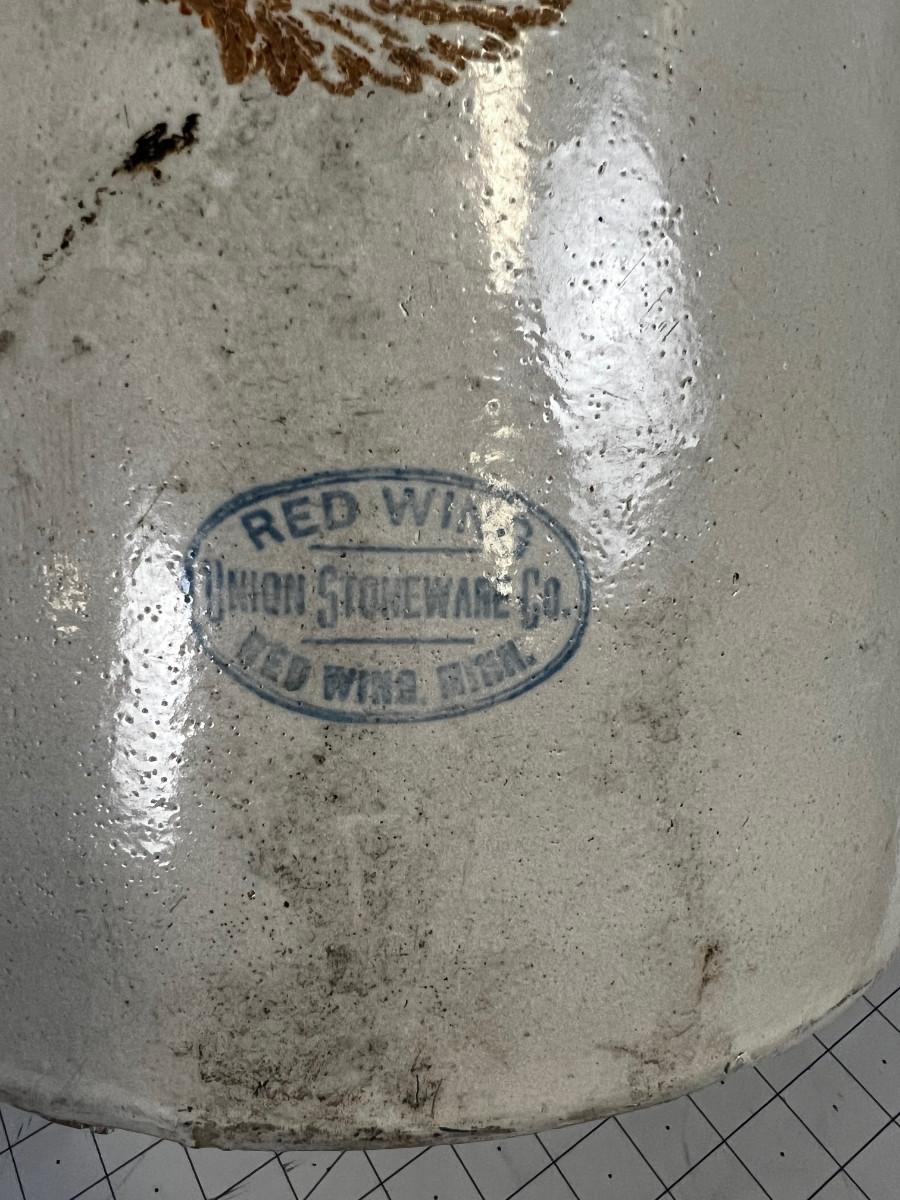 RED WING
UNION STONEWARE CO.
RED WING, MINN.